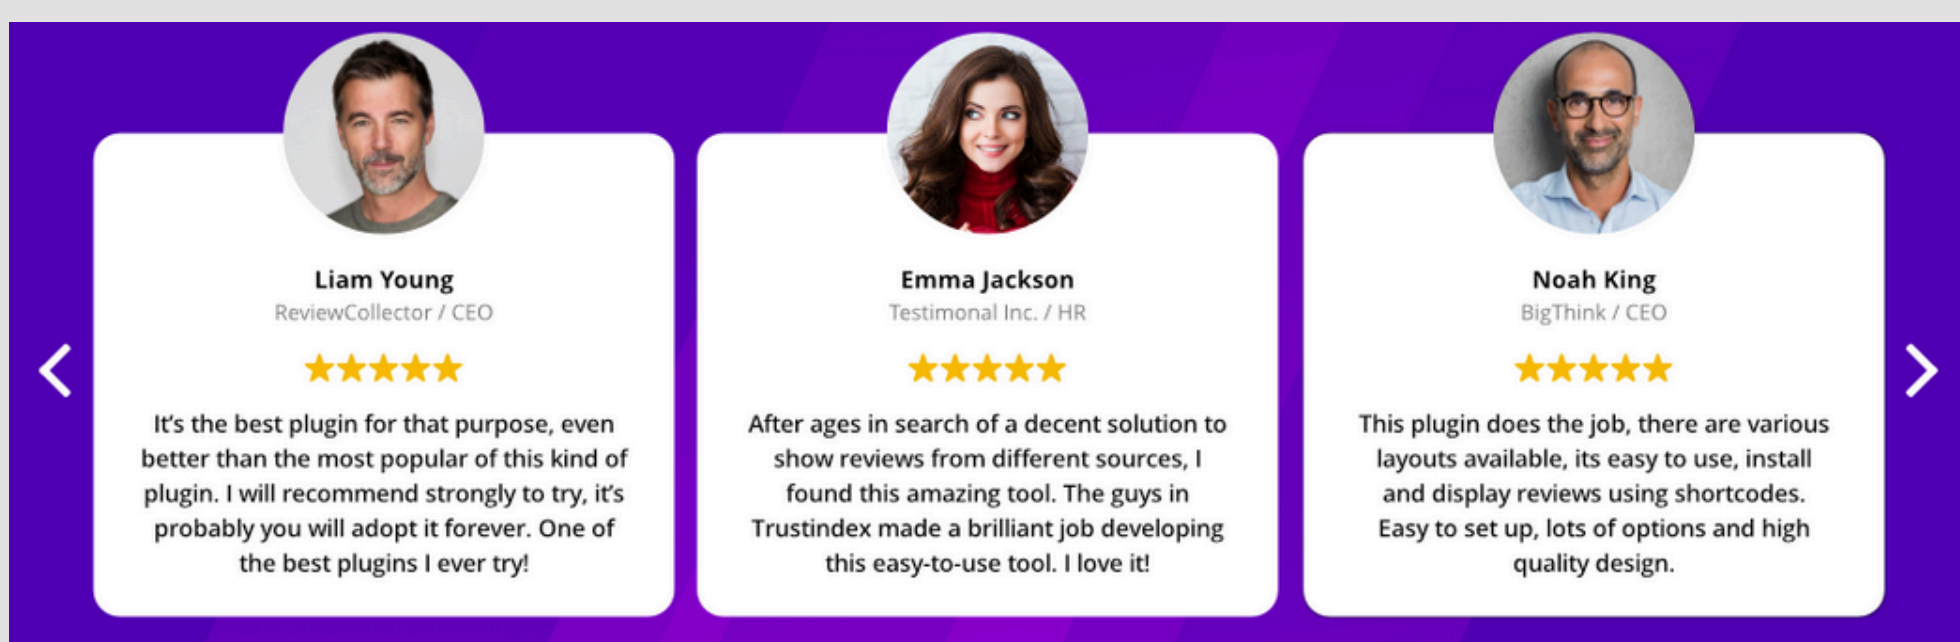 Liam Young
ReviewCollector / CEO
It's the best plugin for that purpose, even
better than the most popular of this kind of
plugin. I will recommend strongly to try, it's
probably you will adopt it forever. One of
the best plugins I ever try!
Emma Jackson
Testimonal Inc. / HR
After ages in search of a decent solution to
show reviews from different sources, I
found this amazing tool. The guys in
Trustindex made a brilliant job developing
this easy-to-use tool. I love it!
Noah King
BigThink / CEO
This plugin does the job, there are various
layouts available, its easy to use, install
and display reviews using shortcodes.
Easy to set up, lots of options and high
quality design.